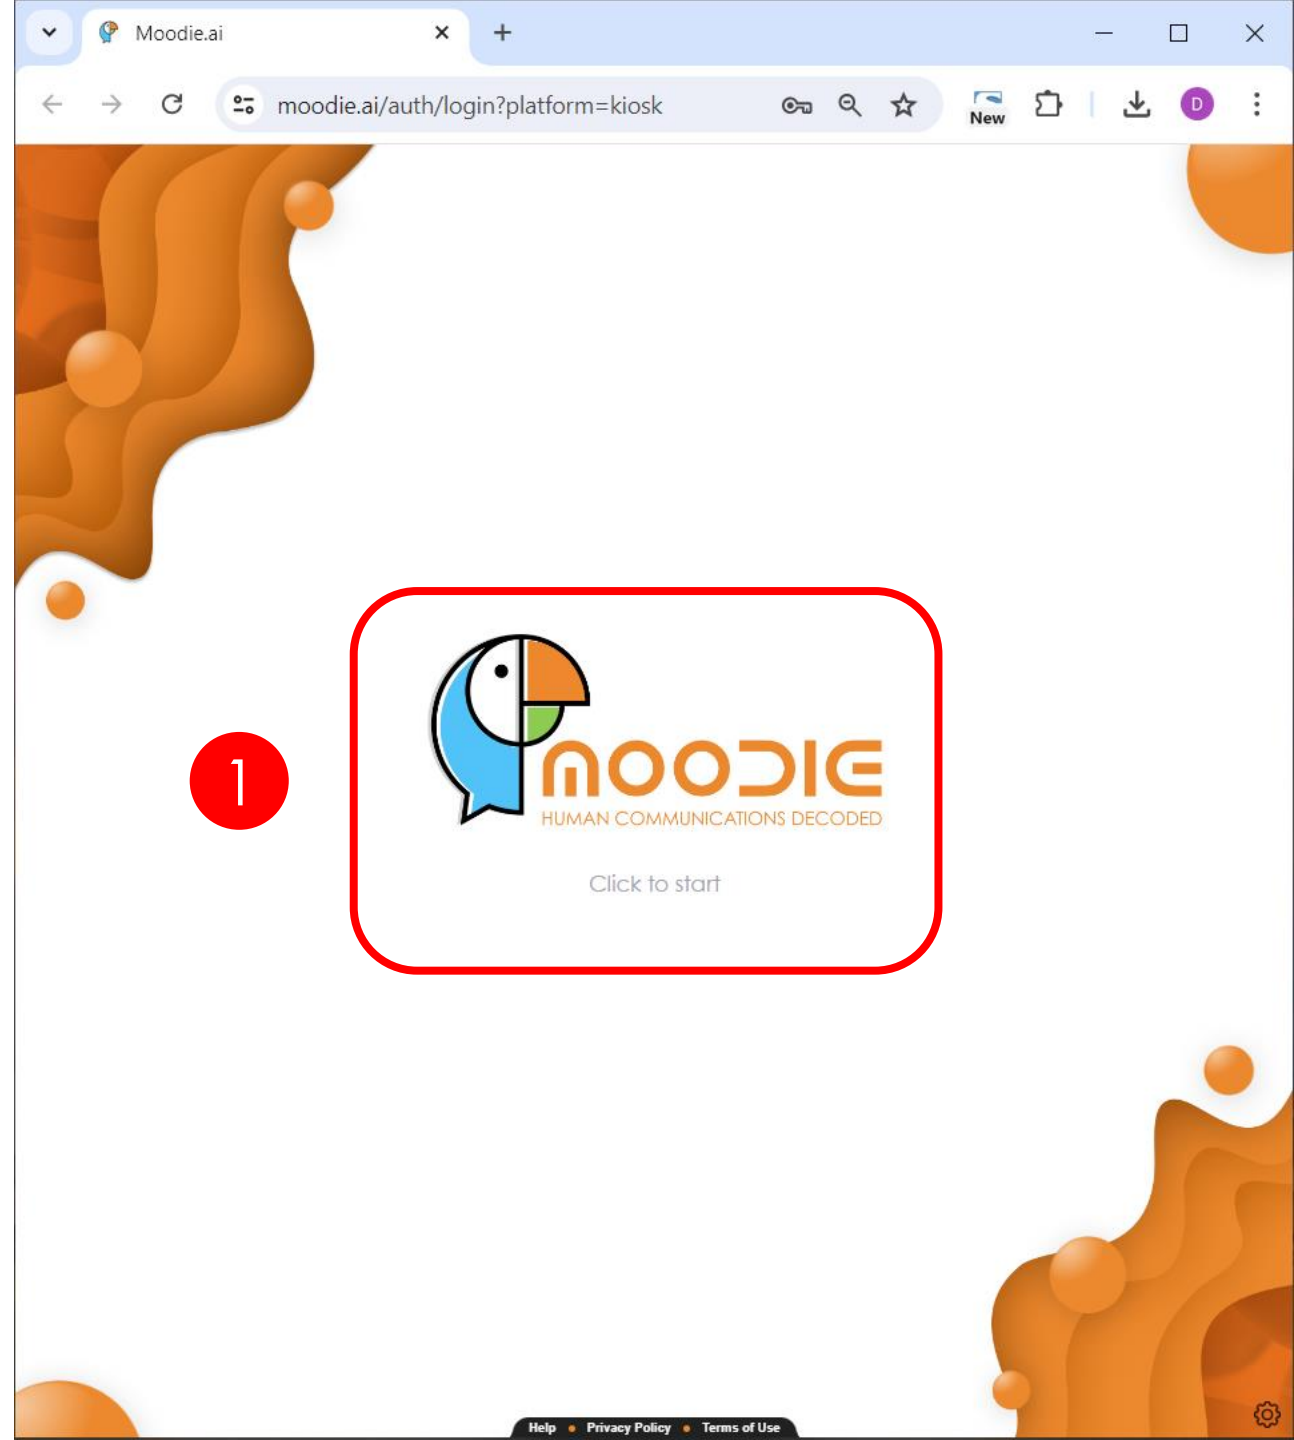 Moodie.ai
moodie.ai/auth/login?platform=kiosk
New
D
1
MOODIE
HUMAN COMMUNICATIONS DECODED
Click to start
Help • Privacy Policy • Terms of Use